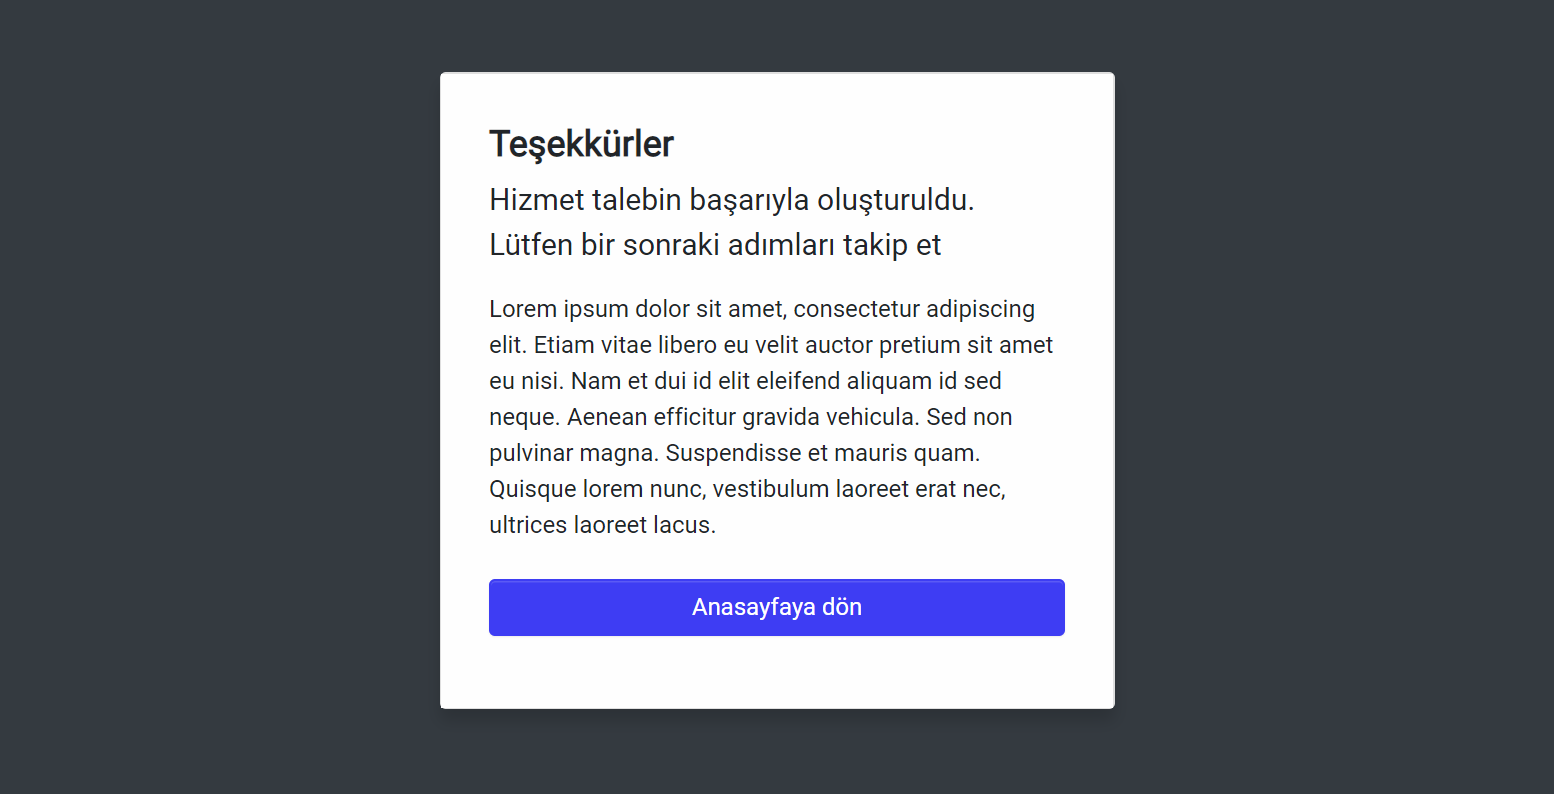 Teşekkürler
Hizmet talebin başarıyla oluşturuldu.
Lütfen bir sonraki adımları takip et
Lorem ipsum dolor sit amet, consectetur adipiscing
elit. Etiam vitae libero eu velit auctor pretium sit amet
eu nisi. Nam et dui id elit eleifend aliquam id sed
neque. Aenean efficitur gravida vehicula. Sed non
pulvinar magna. Suspendisse et mauris quam.
Quisque lorem nunc, vestibulum laoreet erat nec,
ultrices laoreet lacus.
Anasayfaya dön